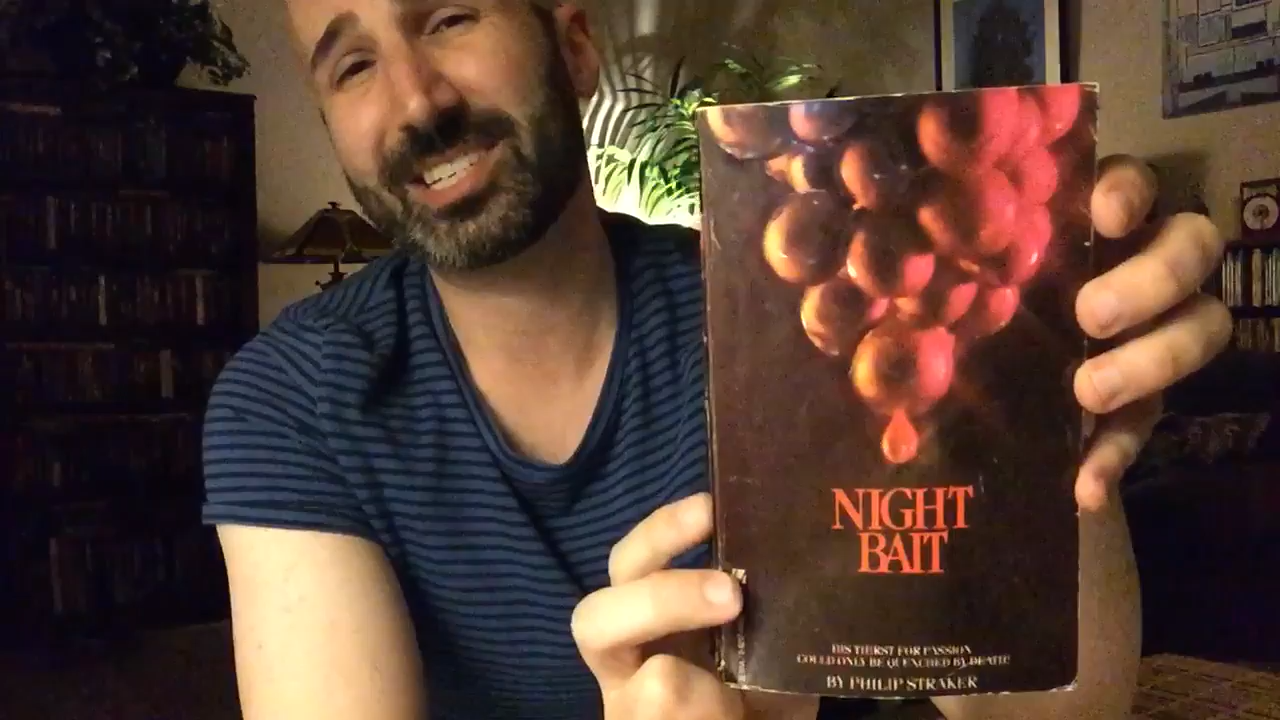 NIGHT
BAIT
HIS THIRST FOR PASSION
COULD ONLY BE QUENCHED BY DEATH!
BY PHILIP STRAKER